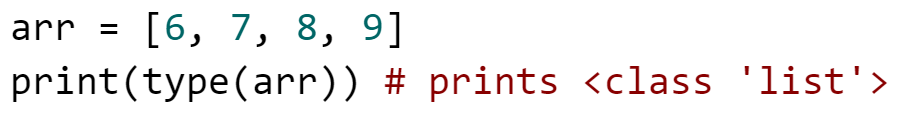 arr = [6, 7, 8, 9]
print(type(arr)) # prints <class 'list'>